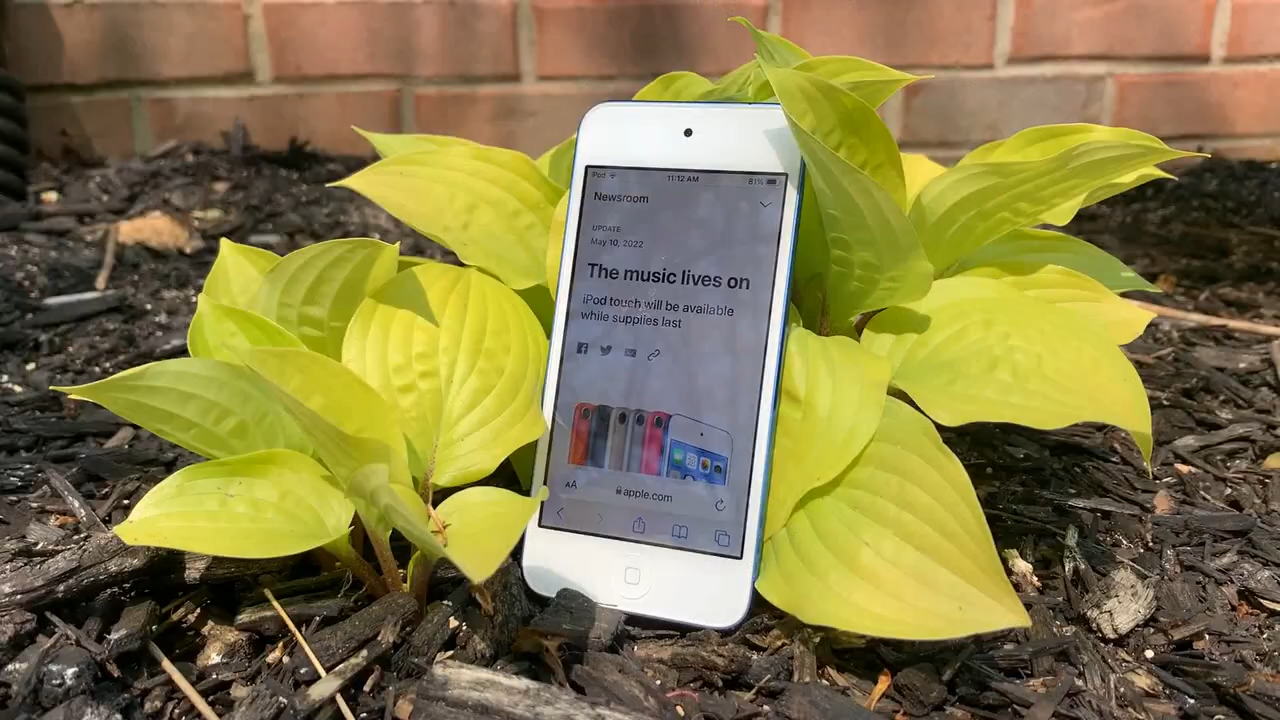 iPod 11:12 AM 81%
Newsroom
UPDATE
May 10, 2022
The music lives on
iPod touch will be available
while supplies last
AA apple.com